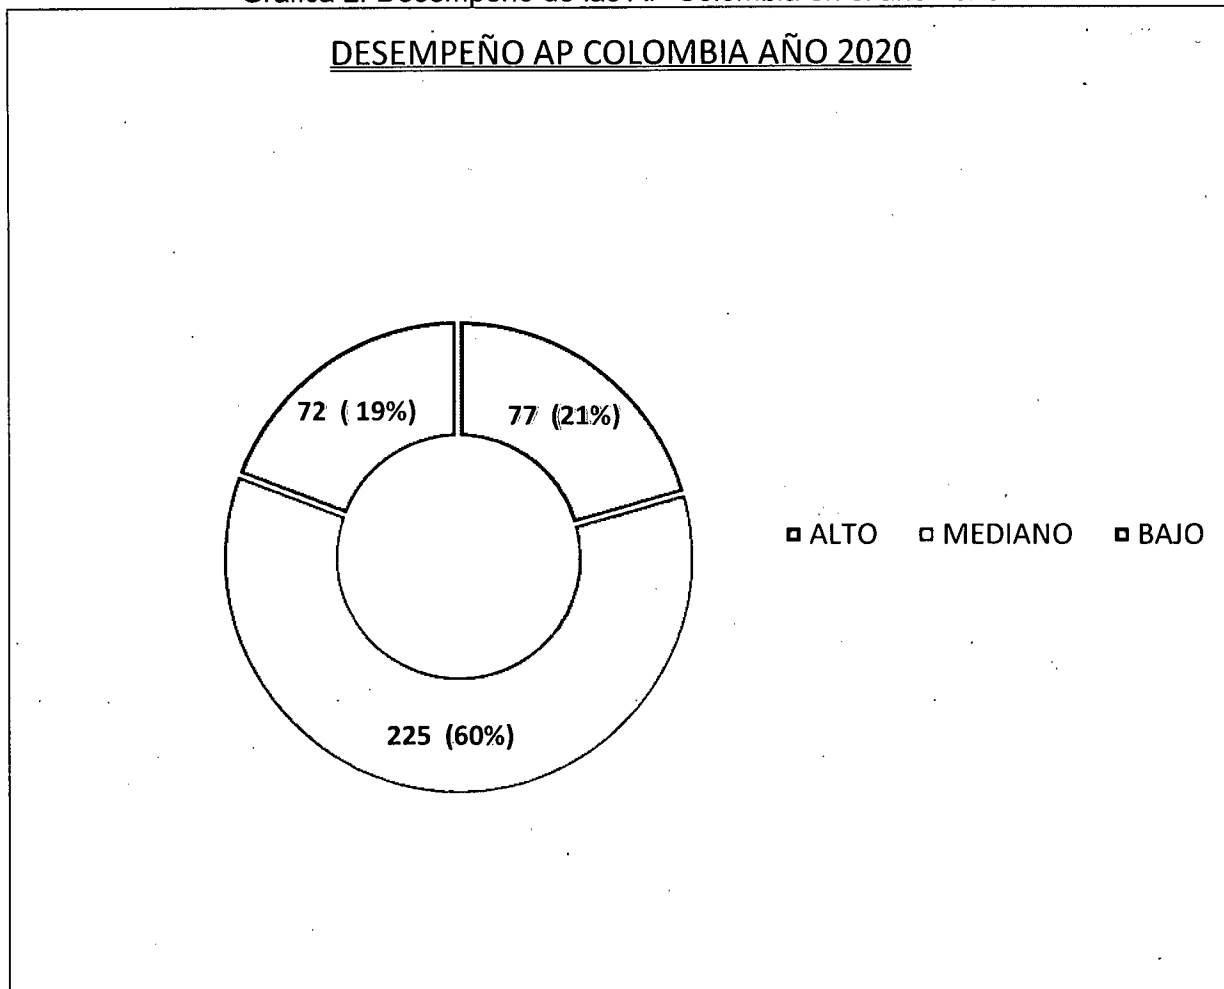 DESEMPEÑO AP COLOMBIA AÑO 2020
72 ( 19%)
77 (21%)
225 (60%)
ALTO MEDIANO BAJO